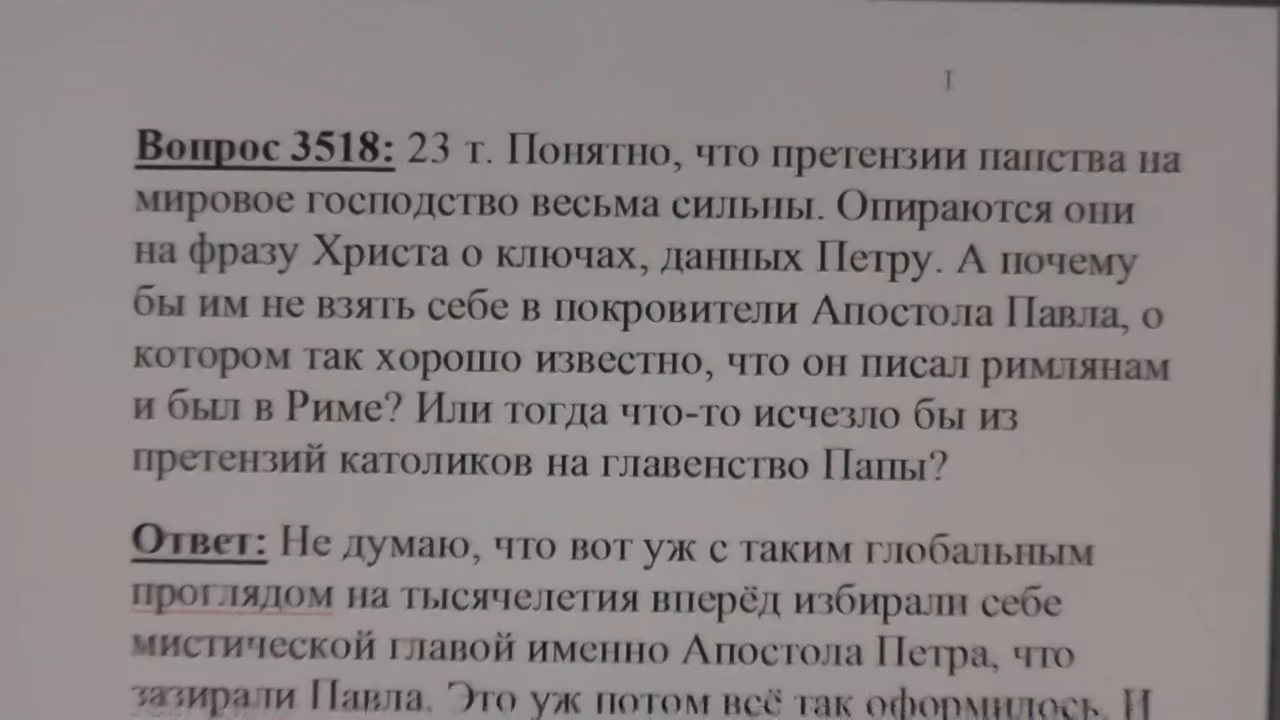 Вопрос 3518: 23 т. Понятно, что претензии папства на
мировое господство весьма сильны. Опираются они
на фразу Христа о ключах, данных Петру. А почему
бы им не взять себе в покровители Апостола Павла, о
котором так хорошо известно, что он писал римлянам
и был в Риме? Или тогда что-то исчезло бы из
претензий католиков на главенство Папы?
Ответ: Не думаю, что вот уж с таким глобальным
проглядом на тысячелетия вперёд избирали себе
мистической главой именно Апостола Петра, что
зазирали Павла. Это уж потом всё так оформилось. И